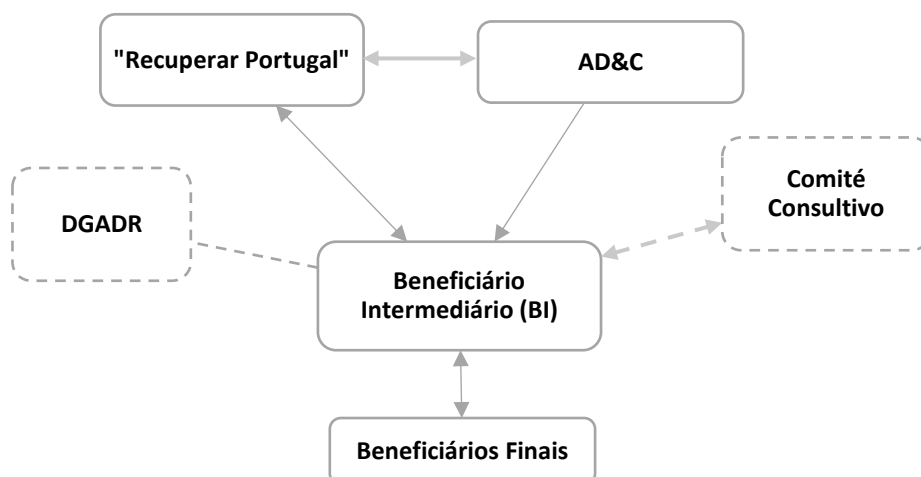 "Recuperar Portugal"
AD&C
DGADR
Comité
Consultivo
Beneficiário
Intermediário (BI)
Beneficiários Finais